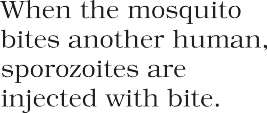 When the mosquito
bites another human,
sporozoites are
injected with bite.